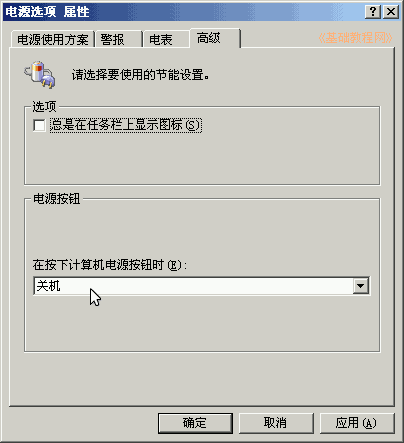 电源选项 属性
电源使用方案 警报 电表 高级
请选择要使用的节能设置。
选项
总是在任务栏上显示图标(S)
电源按钮
在按下计算机电源按钮时(E):
关机
确定 取消 应用(A)